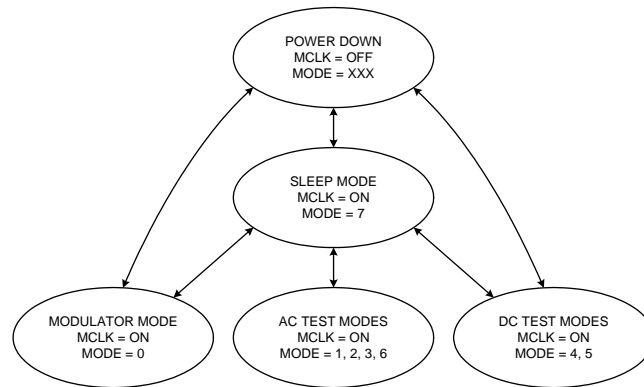 POWER DOWN
MCLK = OFF
MODE = XXX
SLEEP MODE
MCLK = ON
MODE = 7
MODULATOR MODE
MCLK = ON
MODE = 0
AC TEST MODES
MCLK = ON
MODE = 1, 2, 3, 6
DC TEST MODES
MCLK = ON
MODE = 4, 5